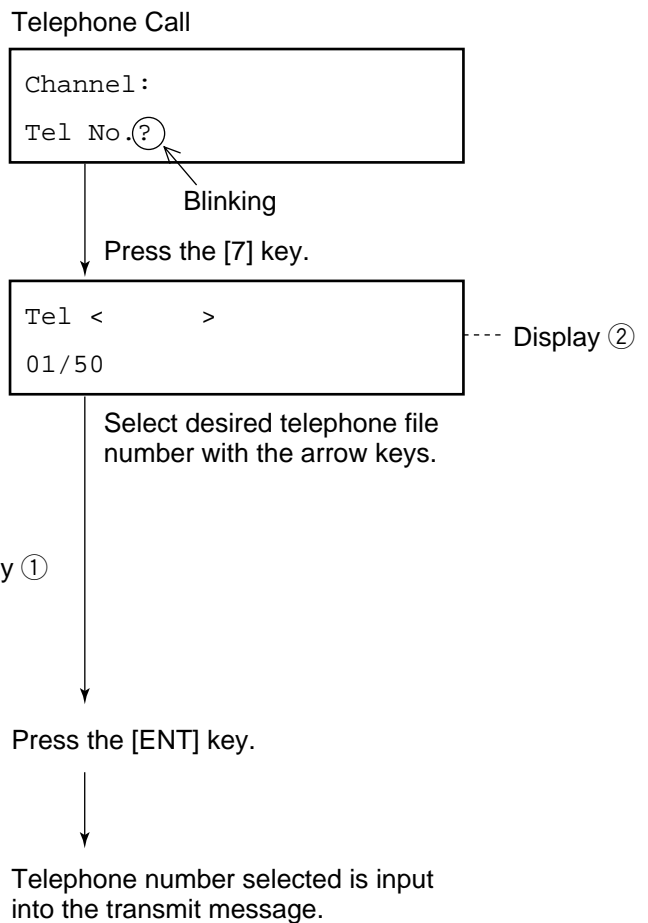 Telephone Call
Channel:
Tel No.?
Blinking
Press the [7] key.
Tel <      >
01/50
Display ②
Select desired telephone file
number with the arrow keys.
y ①
Press the [ENT] key.
Telephone number selected is input
into the transmit message.